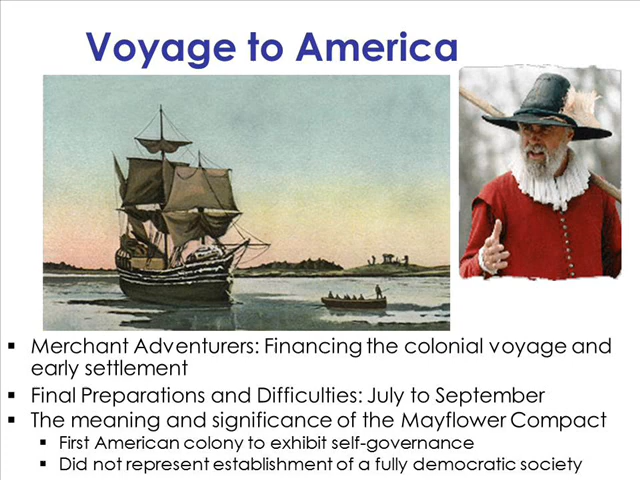 Voyage to America
▪ Merchant Adventurers: Financing the colonial voyage and
early settlement
▪ Final Preparations and Difficulties: July to September
▪ The meaning and significance of the Mayflower Compact
▪ First American colony to exhibit self-governance
▪ Did not represent establishment of a fully democratic society